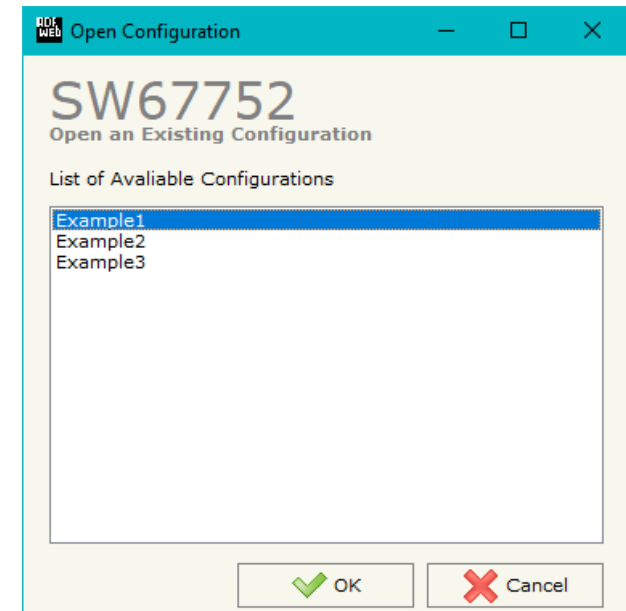 ADF WEB Open Configuration
SW67752
Open an Existing Configuration
List of Avaliable Configurations
Example1
Example2
Example3
OK Cancel